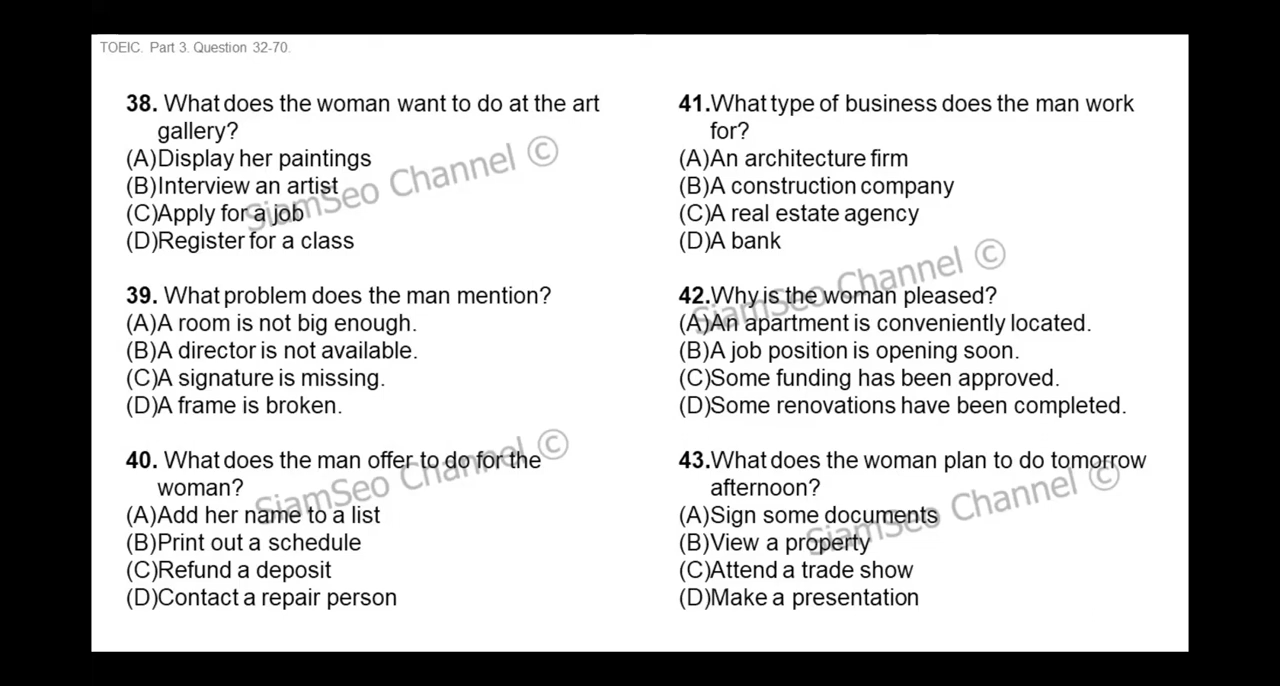 TOEIC. Part 3. Question 32-70.
38. What does the woman want to do at the art
gallery?
(A)Display her paintings
(B)Interview an artist
(C)Apply for a job
(D)Register for a class
39. What problem does the man mention?
(A)A room is not big enough.
(B)A director is not available.
(C)A signature is missing.
(D)A frame is broken.
40. What does the man offer to do for the
woman?
(A)Add her name to a list
(B)Print out a schedule
(C)Refund a deposit
(D)Contact a repair person
41.What type of business does the man work
for?
(A)An architecture firm
(B)A construction company
(C)A real estate agency
(D)A bank
42.Why is the woman pleased?
(A)An apartment is conveniently located.
(B)A job position is opening soon.
(C)Some funding has been approved.
(D)Some renovations have been completed.
43.What does the woman plan to do tomorrow
afternoon?
(A)Sign some documents
(B)View a property
(C)Attend a trade show
(D)Make a presentation
SiamSeo Channel ©
SiamSeo Channel ©
SiamSeo Channel ©
SiamSeo Channel ©